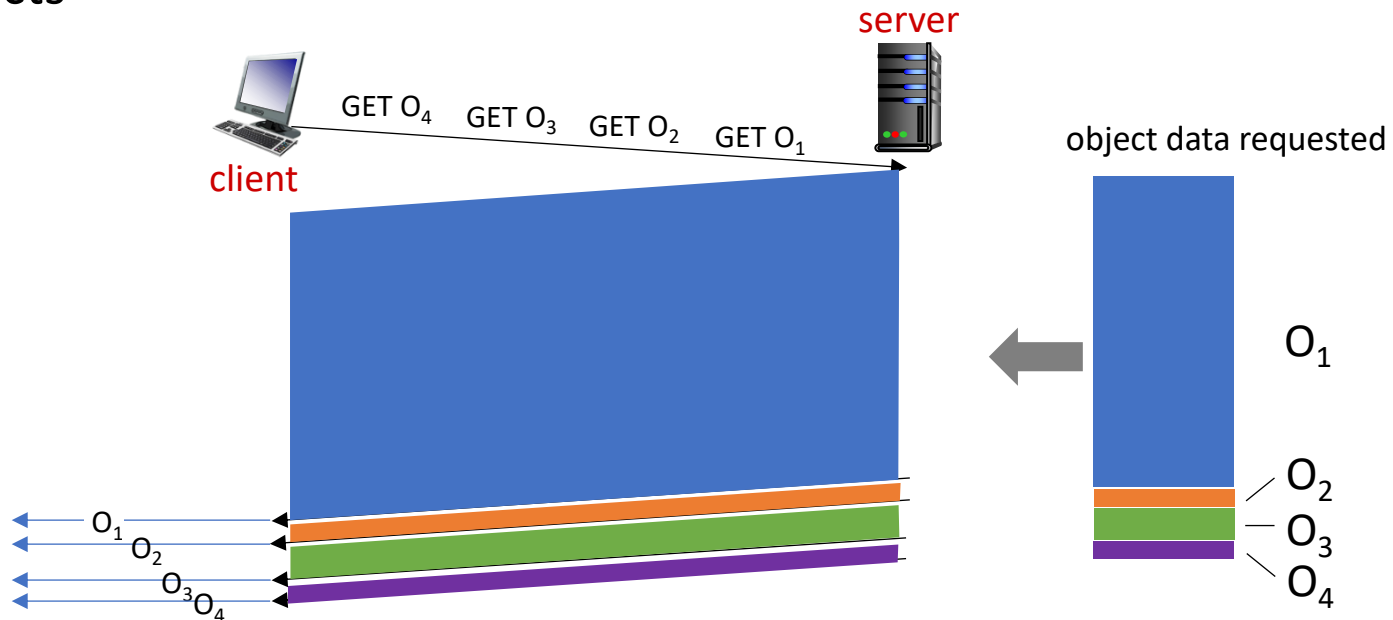 server
GET O₄ GET O₃ GET O₂ GET O₁
object data requested
client
O₁
O₂
O₁
O₂
O₃
O₃
O₄
O₄